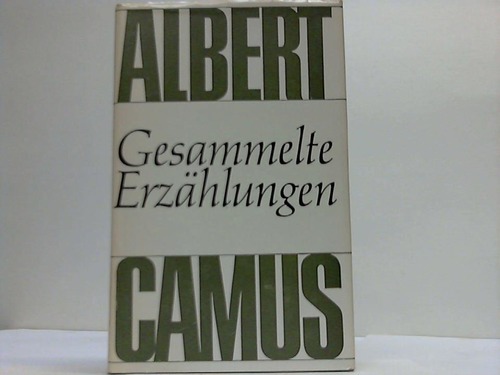 ALBERT
Gesammelte
Erzählungen
CAMUS